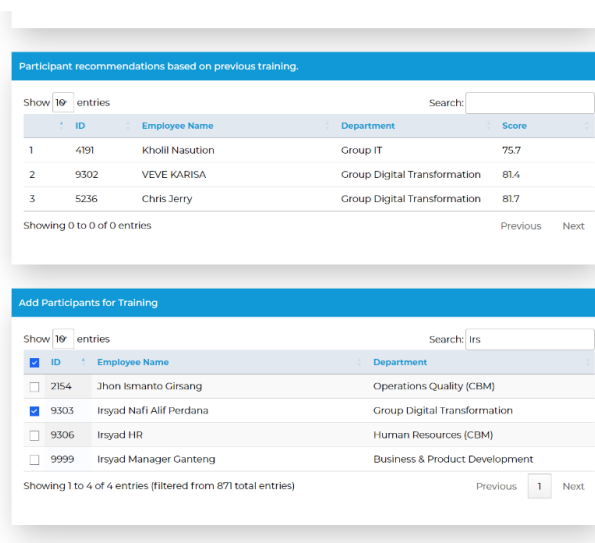 Participant recommendations based on previous training.
Show 10 entries Search:
ID Employee Name Department Score
1 4191 Kholil Nasution Group IT 75.7
2 9302 VEVE KARISA Group Digital Transformation 81.4
3 5236 Chris Jerry Group Digital Transformation 81.7
Showing 0 to 0 of 0 entries Previous Next
Add Participants for Training
Show 10 entries Search: Irs
ID Employee Name Department
2154 Jhon Ismanto Girsang Operations Quality (CBM)
9303 Irsyad Nafi Alif Perdana Group Digital Transformation
9306 Irsyad HR Human Resources (CBM)
9999 Irsyad Manager Ganteng Business & Product Development
Showing 1 to 4 of 4 entries (filtered from 871 total entries) Previous 1 Next